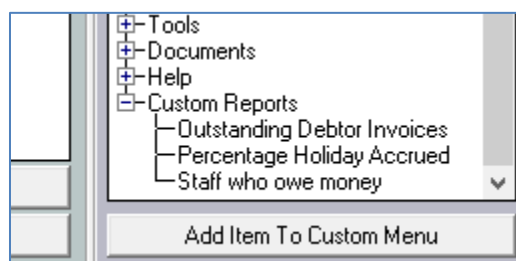 Tools
Documents
Help
Custom Reports
Outstanding Debtor Invoices
Percentage Holiday Accrued
Staff who owe money
Add Item To Custom Menu